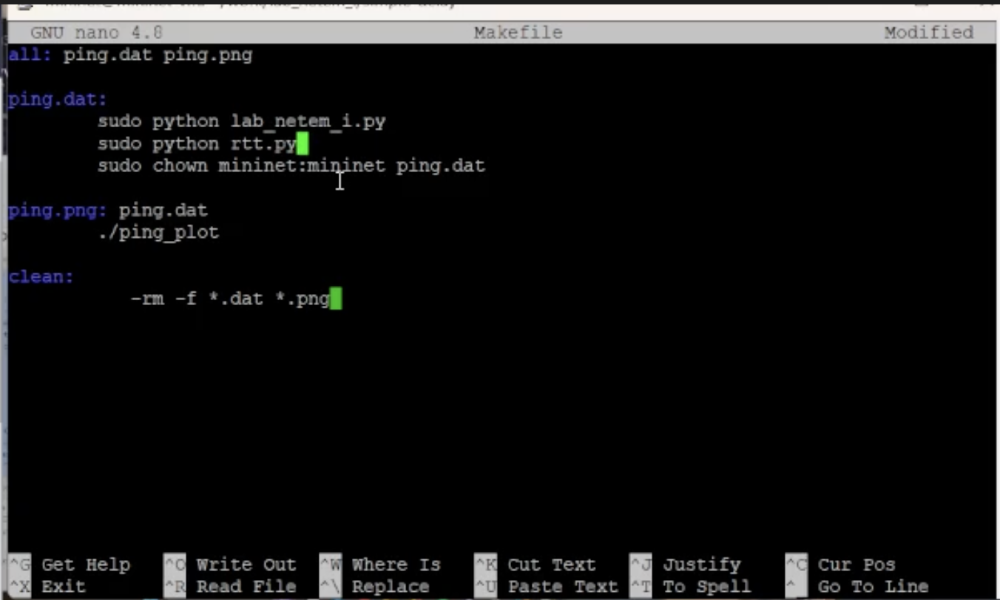 GNU nano 4.8 Makefile Modified
all: ping.dat ping.png
ping.dat:
sudo python lab_netem_i.py
sudo python rtt.py
sudo chown mininet:mininet ping.dat
ping.png: ping.dat
./ping_plot
clean:
-rm -f *.dat *.png
^G Get Help ^O Write Out ^W Where Is ^K Cut Text ^J Justify ^C Cur Pos
^X Exit ^R Read File ^\ Replace ^U Paste Text ^T To Spell ^_ Go To Line